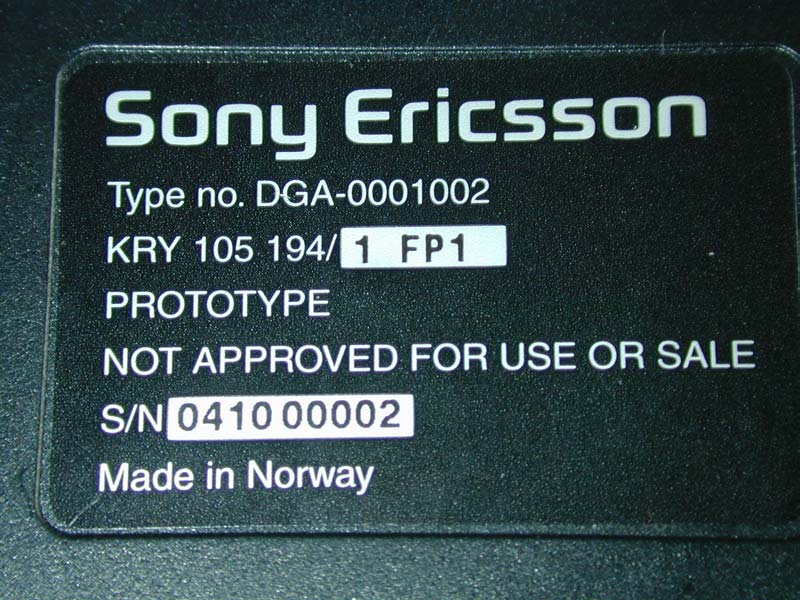 Sony Ericsson
Type no. DGA-0001002
KRY 105 194/1 FP1
PROTOTYPE
NOT APPROVED FOR USE OR SALE
S/N 0410 00002
Made in Norway